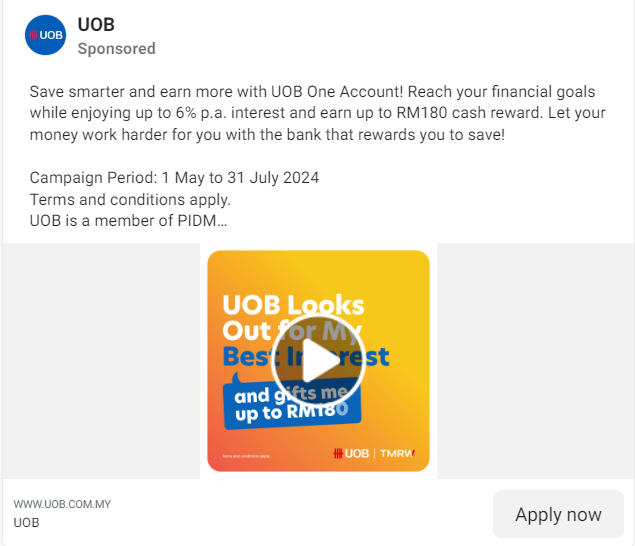 UOB
UOB
Sponsored
Save smarter and earn more with UOB One Account! Reach your financial goals
while enjoying up to 6% p.a. interest and earn up to RM180 cash reward. Let your
money work harder for you with the bank that rewards you to save!
Campaign Period: 1 May to 31 July 2024
Terms and conditions apply.
UOB is a member of PIDM...
UOB Looks
Out for My
Best Interest
and gifts me
up to RM180
Terms and conditions apply.
UOB | TMRW
WWW.UOB.COM.MY
UOB
Apply now